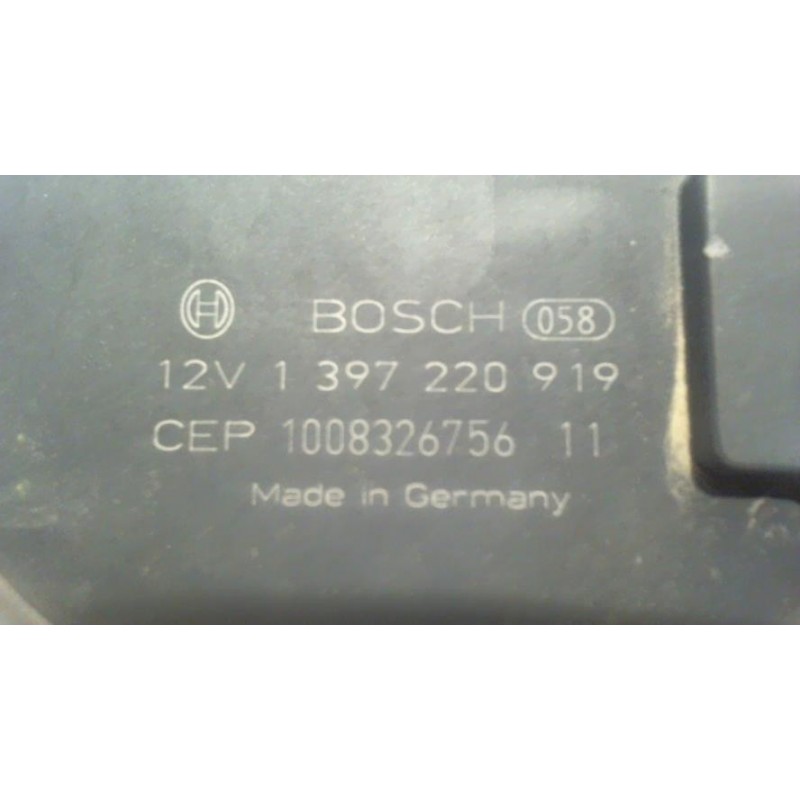 BOSCH 058
12V 1 397 220 919
CEP 1008326756 11
Made in Germany